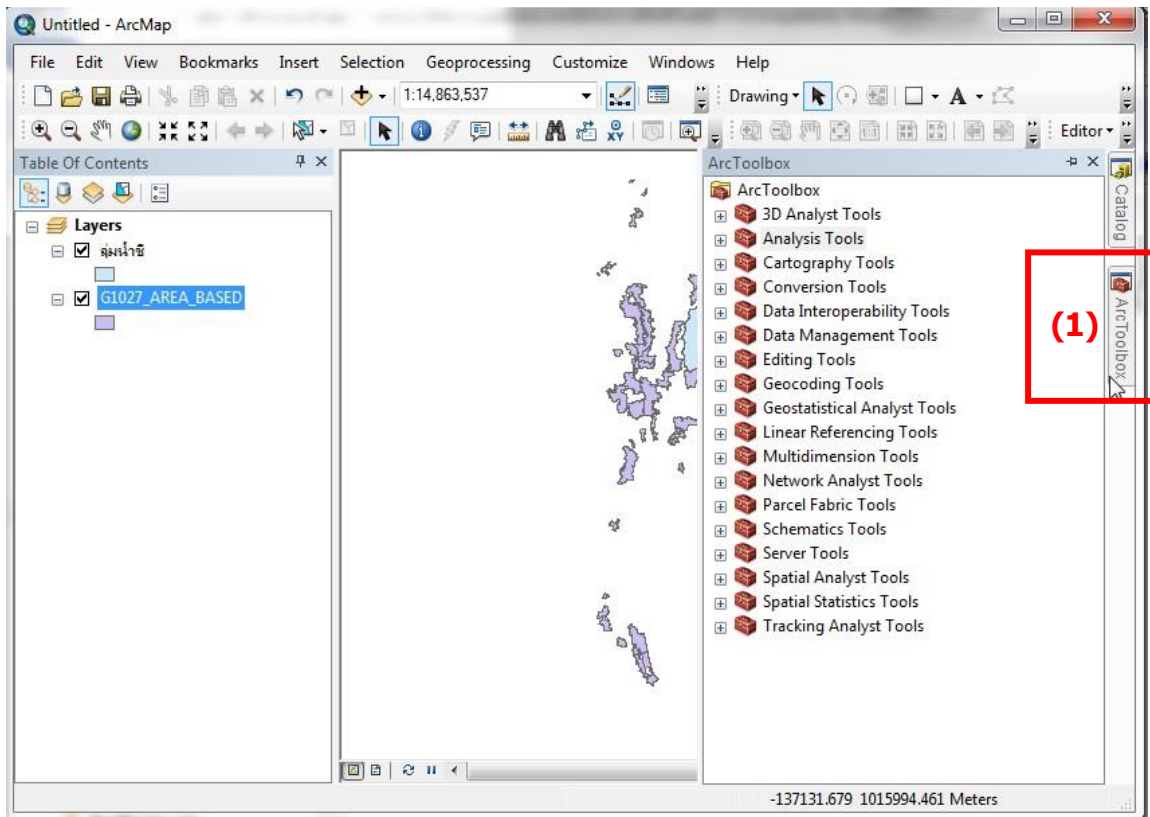 Untitled - ArcMap
File Edit View Bookmarks Insert Selection Geoprocessing Customize Windows Help
1:14,863,537 Drawing A
Editor
Table Of Contents
ArcToolbox
Layers
ลุ่มน้ำชี
G1027_AREA_BASED
ArcToolbox
3D Analyst Tools
Analysis Tools
Cartography Tools
Conversion Tools
Data Interoperability Tools
Data Management Tools
Editing Tools
Geocoding Tools
Geostatistical Analyst Tools
Linear Referencing Tools
Multidimension Tools
Network Analyst Tools
Parcel Fabric Tools
Schematics Tools
Server Tools
Spatial Analyst Tools
Spatial Statistics Tools
Tracking Analyst Tools
Catalog
(1)
ArcToolbox
-137131.679 1015994.461 Meters